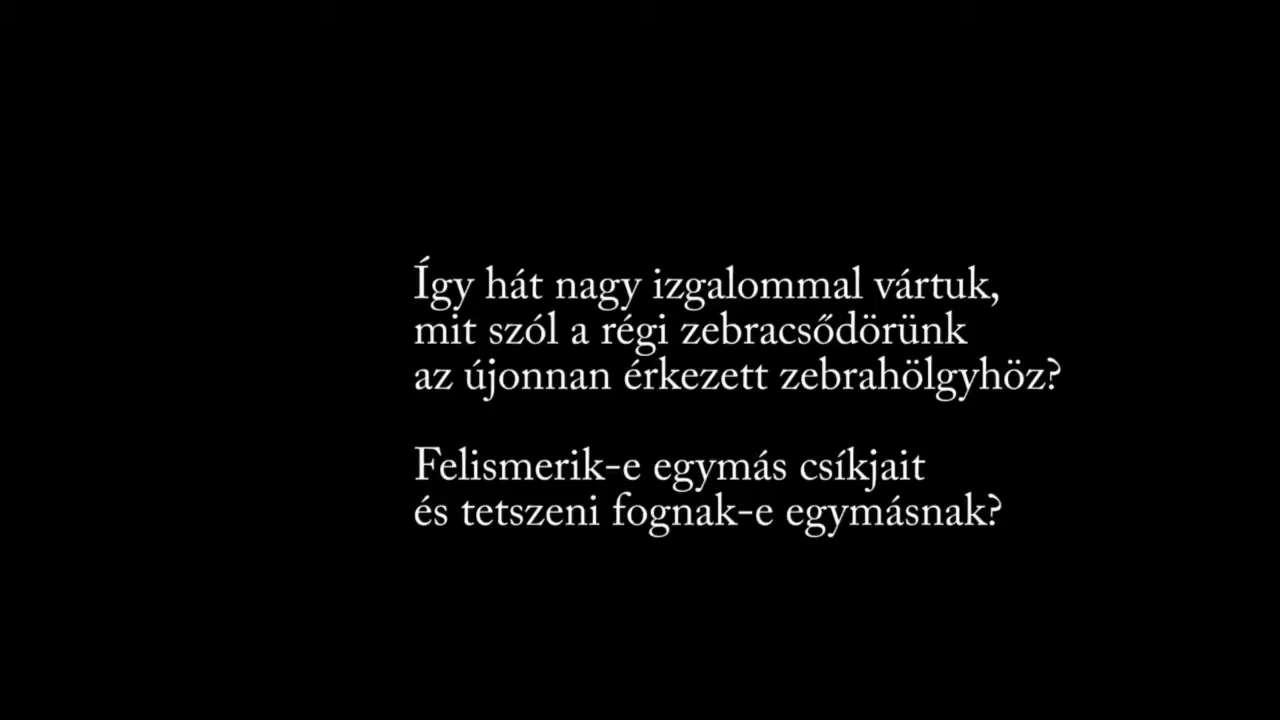 Így hát nagy izgalommal vártuk,
mit szól a régi zebracsődörünk
az újonnan érkezett zebrahölgyhöz?
Felismerik-e egymás csíkjait
és tetszeni fognak-e egymásnak?